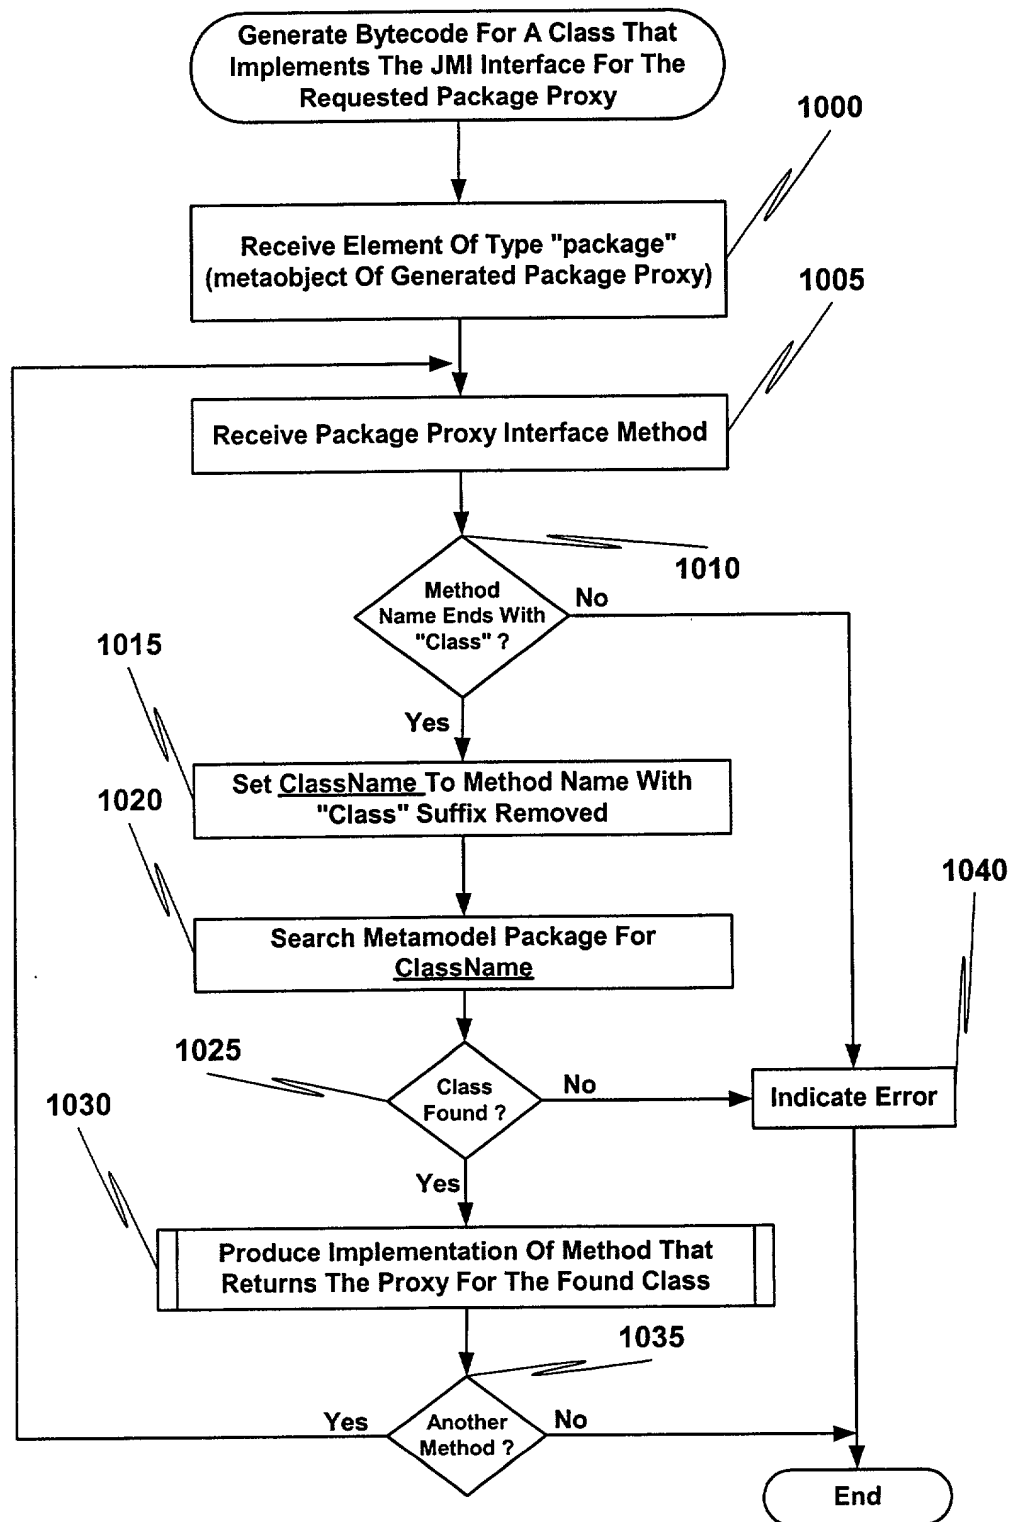 Generate Bytecode For A Class That
Implements The JMI Interface For The
Requested Package Proxy
1000
Receive Element Of Type "package"
(metaobject Of Generated Package Proxy)
1005
Receive Package Proxy Interface Method
1010
Method
Name Ends With
"Class" ?
No
1015
Yes
Set ClassName To Method Name With
"Class" Suffix Removed
1020
Search Metamodel Package For
ClassName
1040
1025
Class
Found ?
No
Indicate Error
1030
Yes
Produce Implementation Of Method That
Returns The Proxy For The Found Class
1035
Yes
Another
Method ?
No
End